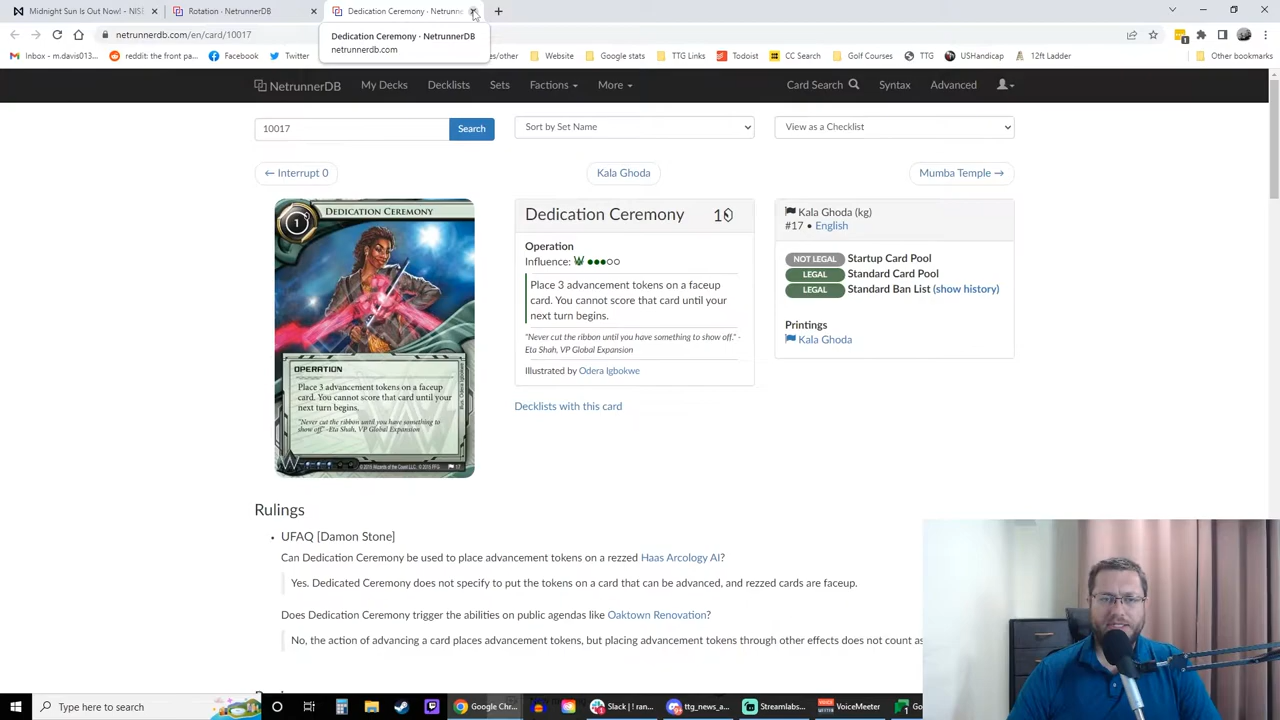 Midnight Sun Is Out Now! - NIS
Rotation · NetrunnerDB
Dedication Ceremony · Netrunne
netrunnerdb.com/en/card/10017
Dedication Ceremony · NetrunnerDB
netrunnerdb.com
Inbox - m.davis013...
reddit: the front pa...
Facebook
Twitter
es/other
Website
Google stats
TTG Links
Todoist
CC Search
Golf Courses
TTG
USHandicap
12ft Ladder
Other bookmarks
NetrunnerDB
My Decks
Decklists
Sets
Factions
More
Card Search
Syntax
Advanced
10017
Search
Sort by Set Name
View as a Checklist
← Interrupt 0
Kala Ghoda
Mumba Temple →
1
DEDICATION CEREMONY
OPERATION
Place 3 advancement tokens on a faceup
card. You cannot score that card until your
next turn begins.
"Never cut the ribbon until you have something to
show off." -Eta Shah, VP Global Expansion
17
Dedication Ceremony
Operation
Influence:
Place 3 advancement tokens on a faceup
card. You cannot score that card until your
next turn begins.
"Never cut the ribbon until you have something to show off." -
Eta Shah, VP Global Expansion
Illustrated by Odera Igbokwe
Decklists with this card
Kala Ghoda (kg)
#17 • English
NOT LEGAL Startup Card Pool
LEGAL Standard Card Pool
LEGAL Standard Ban List (show history)
Printings
Kala Ghoda
Rulings
UFAQ [Damon Stone]
Can Dedication Ceremony be used to place advancement tokens on a rezzed Haas Arcology AI?
Yes. Dedicated Ceremony does not specify to put the tokens on a card that can be advanced, and rezzed cards are faceup.
Does Dedication Ceremony trigger the abilities on public agendas like Oaktown Renovation?
No, the action of advancing a card places advancement tokens, but placing advancement tokens through other effects does not count as
Type here to search
Google Chr...
Slack | ! ran...
ttg_news_a...
Streamlabs...
VoiceMeeter
Go